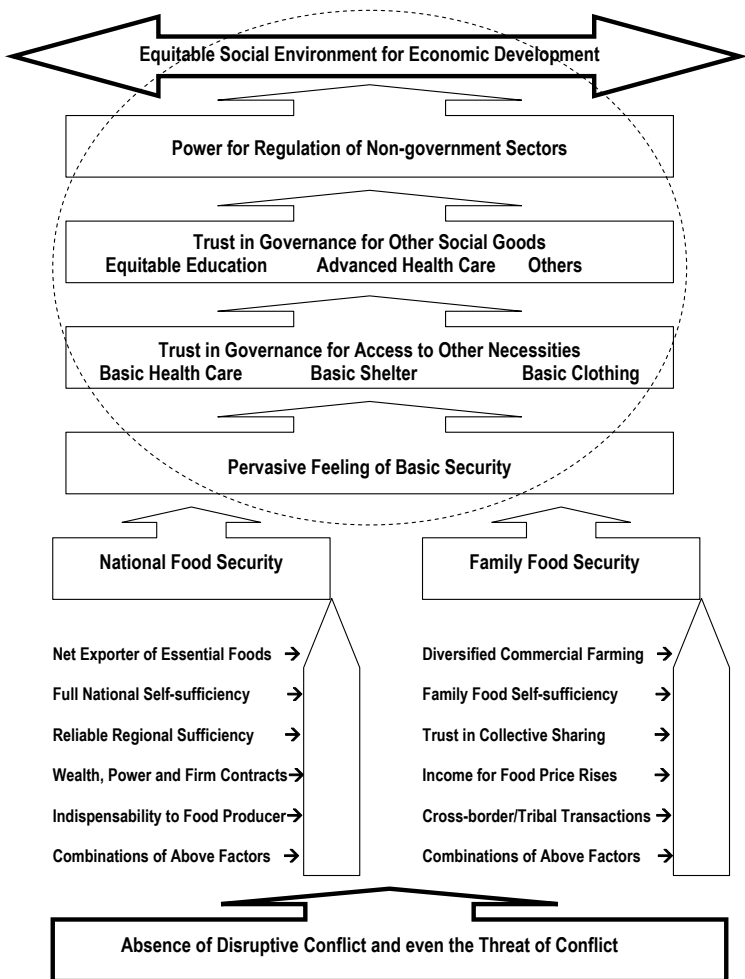 Equitable Social Environment for Economic Development
Power for Regulation of Non-government Sectors
Trust in Governance for Other Social Goods
Equitable Education Advanced Health Care Others
Trust in Governance for Access to Other Necessities
Basic Health Care Basic Shelter Basic Clothing
Pervasive Feeling of Basic Security
National Food Security
Net Exporter of Essential Foods →
Full National Self-sufficiency →
Reliable Regional Sufficiency →
Wealth, Power and Firm Contracts →
Indispensability to Food Producer →
Combinations of Above Factors →
Family Food Security
Diversified Commercial Farming →
Family Food Self-sufficiency →
Trust in Collective Sharing →
Income for Food Price Rises →
Cross-border/Tribal Transactions →
Combinations of Above Factors →
Absence of Disruptive Conflict and even the Threat of Conflict